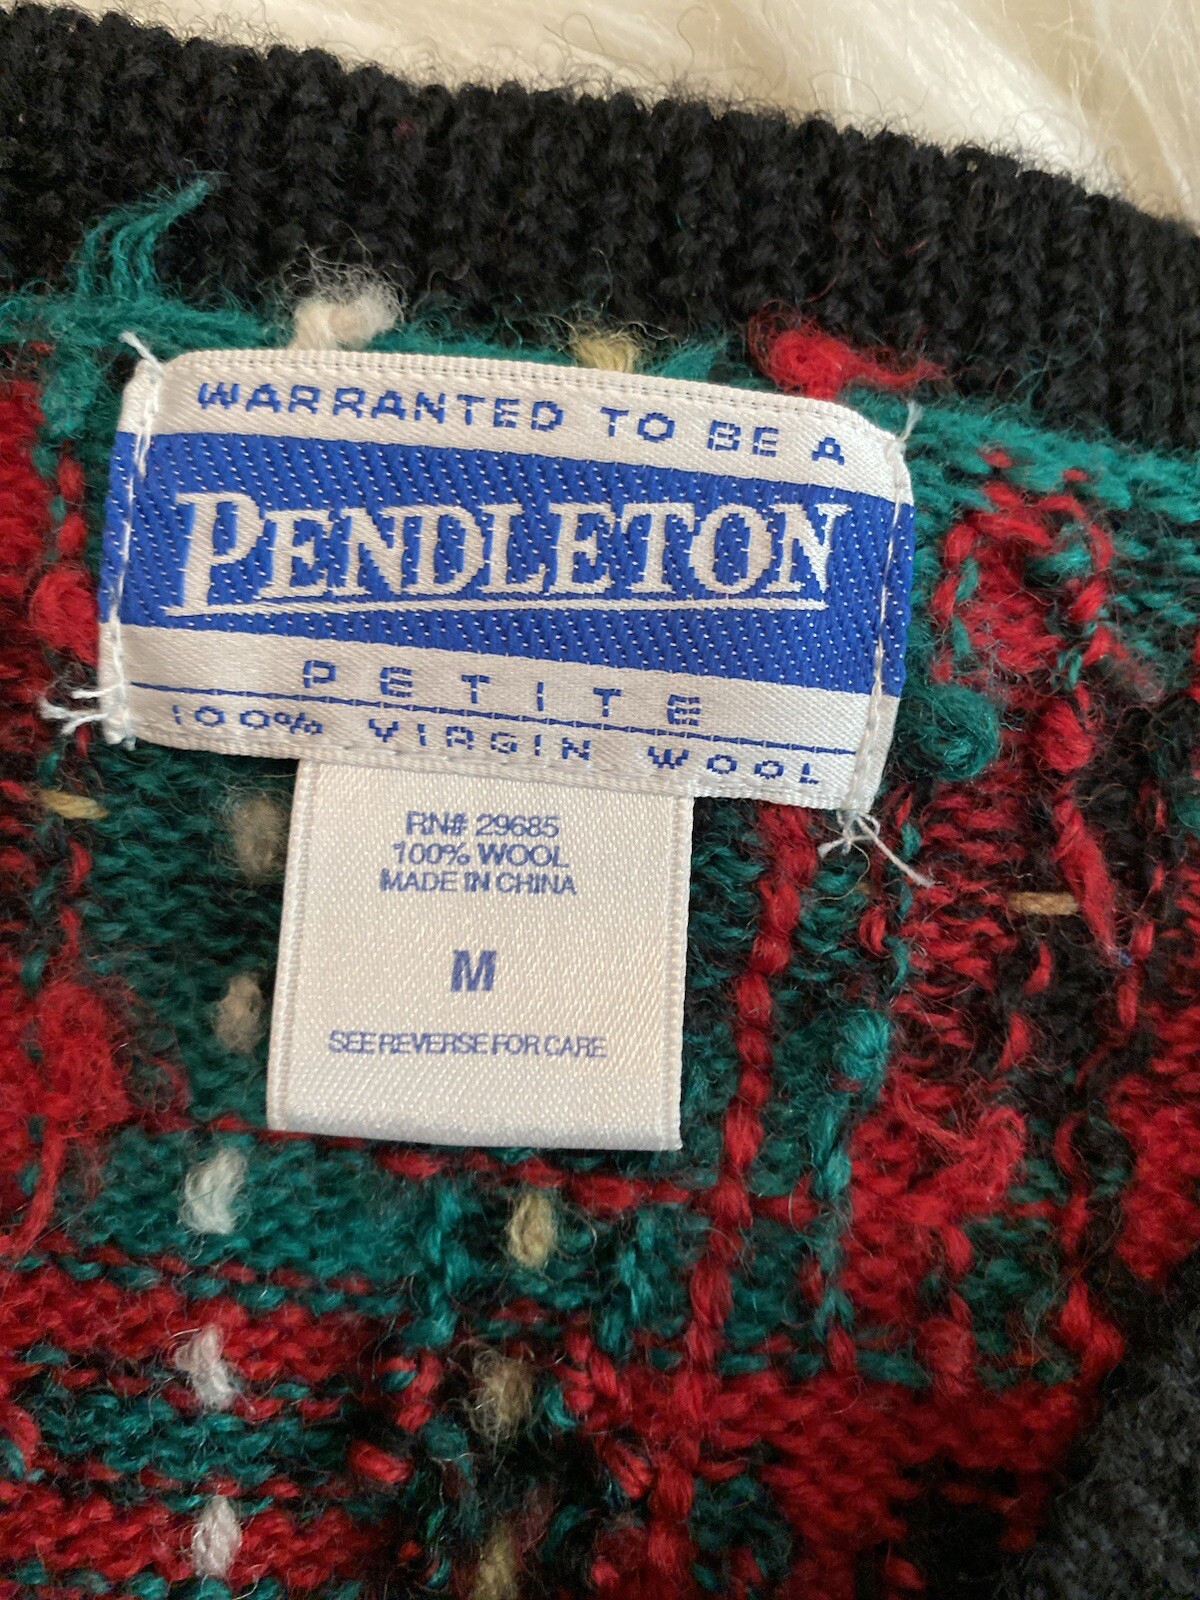 WARRANTED TO BE A
PENDLETON
PETITE
100% VIRGIN WOOL
RN# 29685
100% WOOL
MADE IN CHINA
M
SEE REVERSE FOR CARE